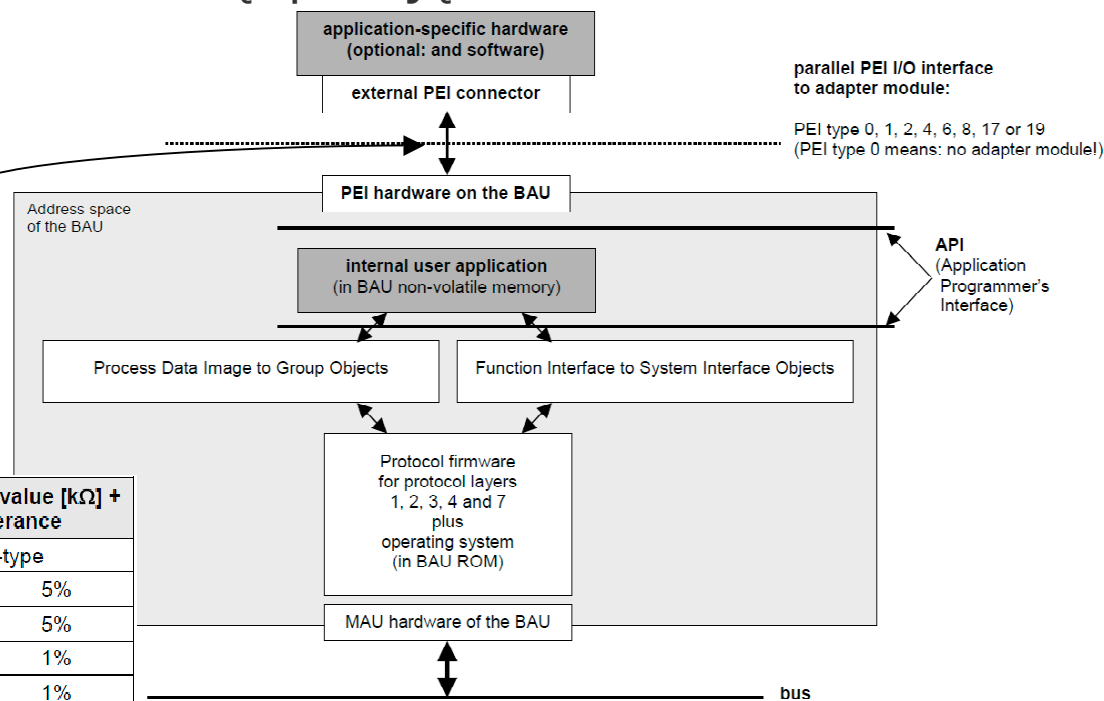 application-specific hardware
(optional: and software)
external PEI connector
parallel PEI I/O interface
to adapter module:
PEI type 0, 1, 2, 4, 6, 8, 17 or 19
(PEI type 0 means: no adapter module!)
PEI hardware on the BAU
Address space
of the BAU
API
(Application
Programmer's
Interface)
internal user application
(in BAU non-volatile memory)
Process Data Image to Group Objects
Function Interface to System Interface Objects
Protocol firmware
for protocol layers
1, 2, 3, 4 and 7
plus
operating system
(in BAU ROM)
value [kΩ] +
erance
-type
5%
5%
1%
1%
MAU hardware of the BAU
bus